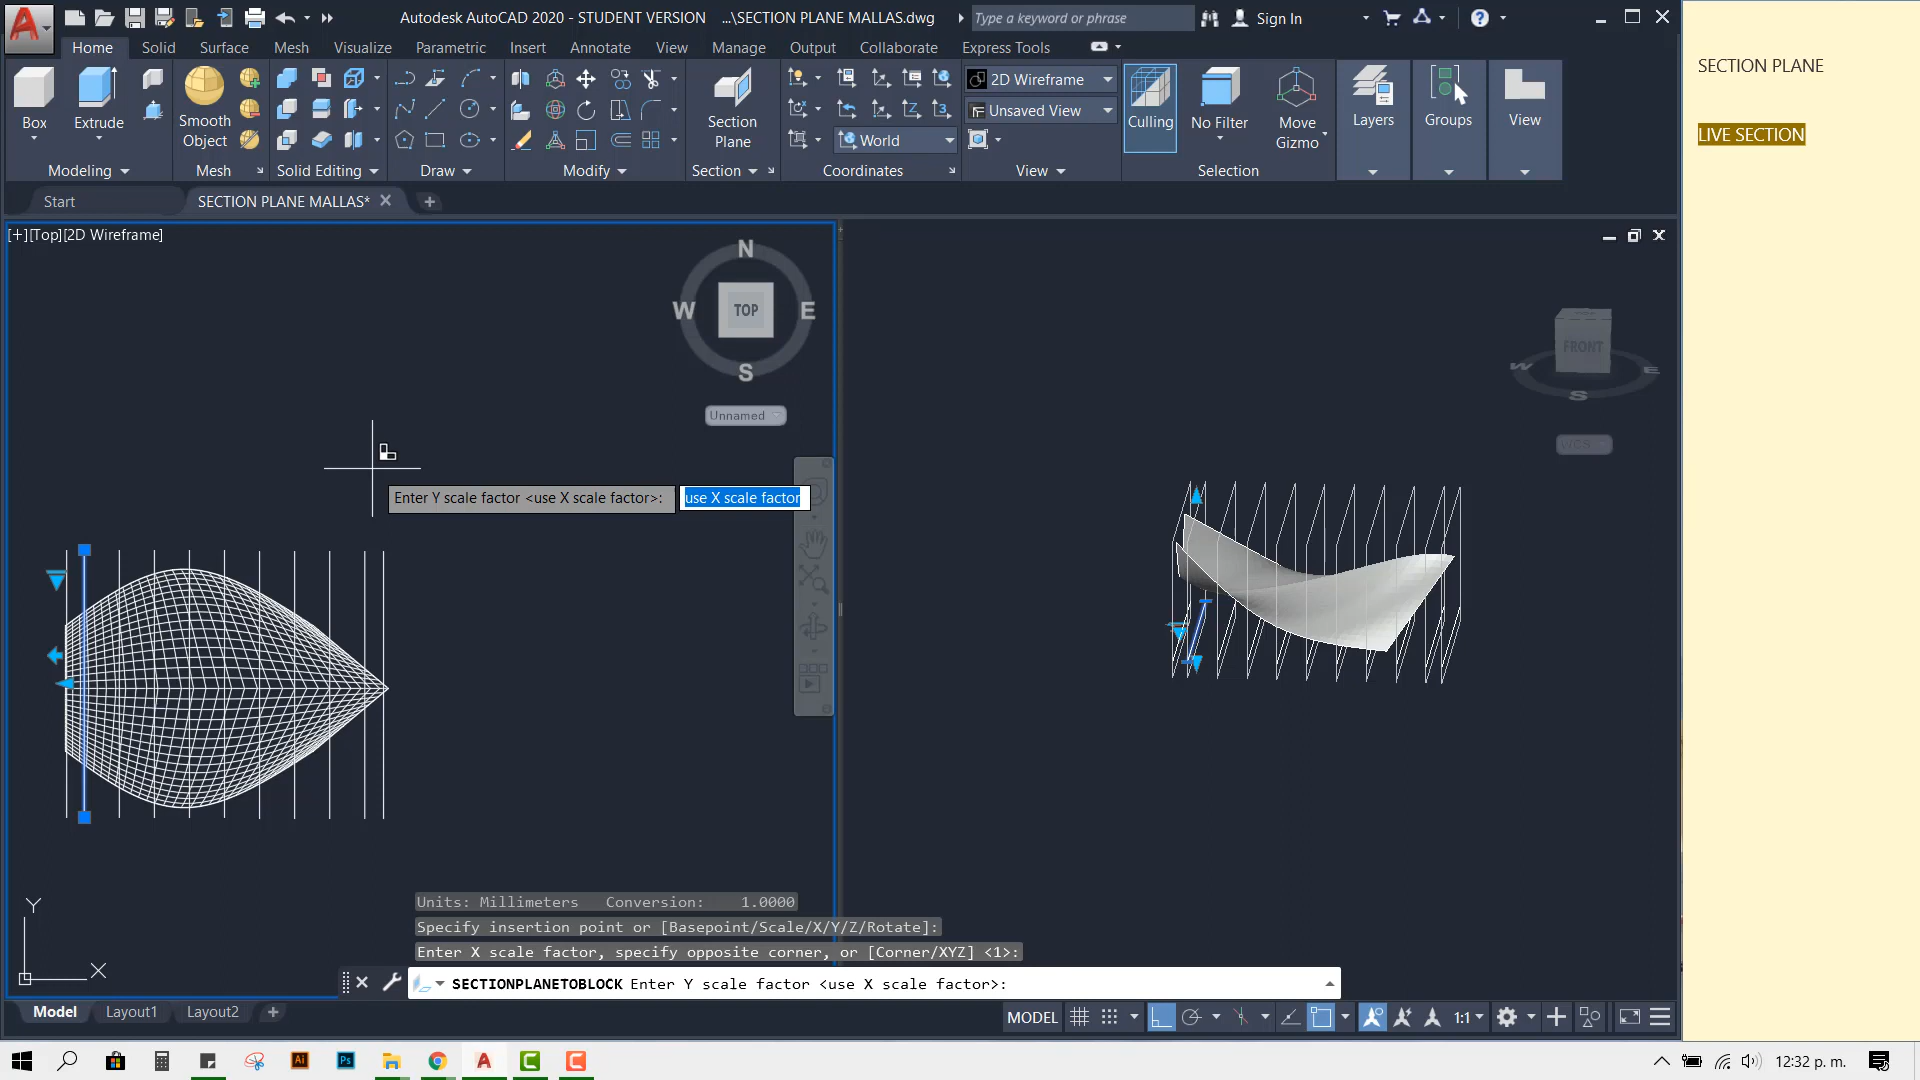 Autodesk AutoCAD 2020 - STUDENT VERSION ...\SECTION PLANE MALLAS.dwg
Type a keyword or phrase
Sign In
Home Solid Surface Mesh Visualize Parametric Insert Annotate View Manage Output Collaborate Express Tools
Box
Extrude
Smooth
Object
Section
Plane
World
2D Wireframe
Unsaved View
Culling
No Filter
Move
Gizmo
Layers
Groups
View
Modeling Mesh Solid Editing Draw Modify Section Coordinates View Selection
Start
SECTION PLANE MALLAS*
[+][Top][2D Wireframe]
N
W
TOP
E
S
Unnamed
FRONT
W
E
S
WCS
Enter Y scale factor <use X scale factor>: use X scale factor
Y
X
Units: Millimeters Conversion: 1.0000
Specify insertion point or [Basepoint/Scale/X/Y/Z/Rotate]:
Enter X scale factor, specify opposite corner, or [Corner/XYZ] <1>:
SECTIONPLANETOBLOCK Enter Y scale factor <use X scale factor>:
Model Layout1 Layout2
MODEL
1:1
12:32 p. m.
SECTION PLANE
LIVE SECTION